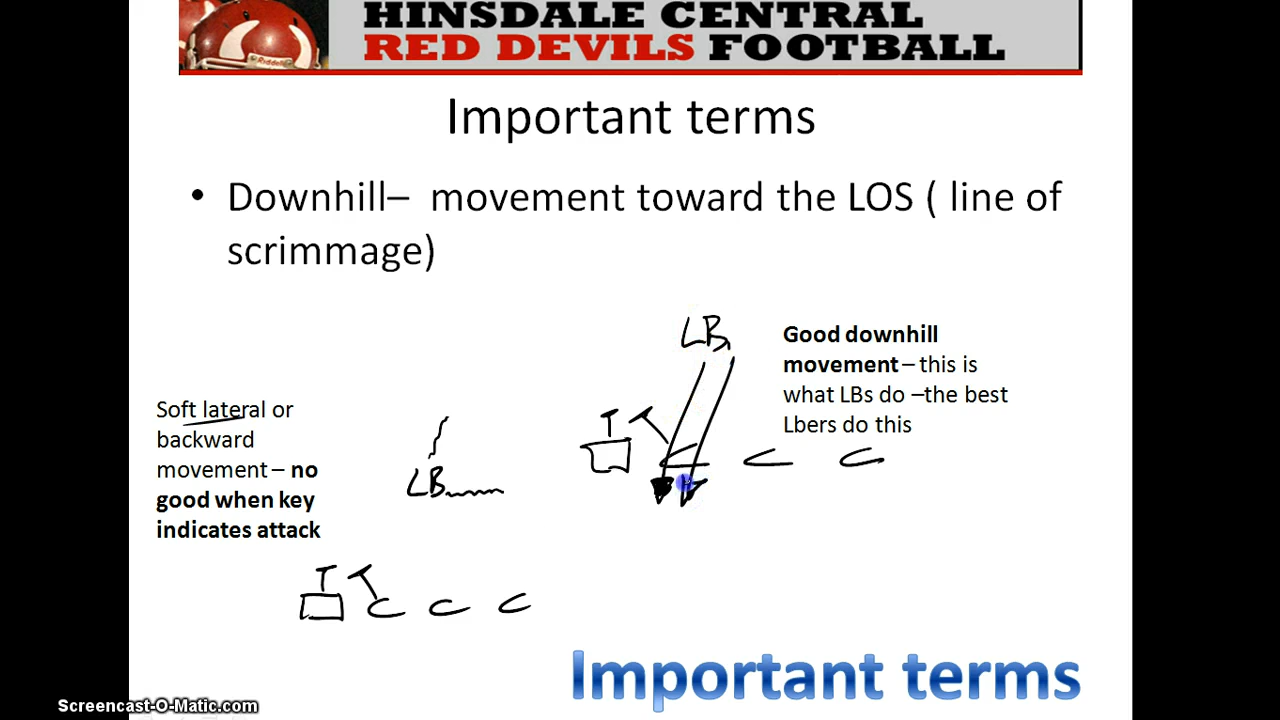 HINSDALE CENTRAL
RED DEVILS FOOTBALL
Riddell
Important terms
• Downhill– movement toward the LOS ( line of
scrimmage)
LB
Good downhill
movement – this is
what LBs do –the best
Lbers do this
Soft lateral or
backward
movement – no
good when key
indicates attack
LB
Important terms
Screencast-O-Matic.com